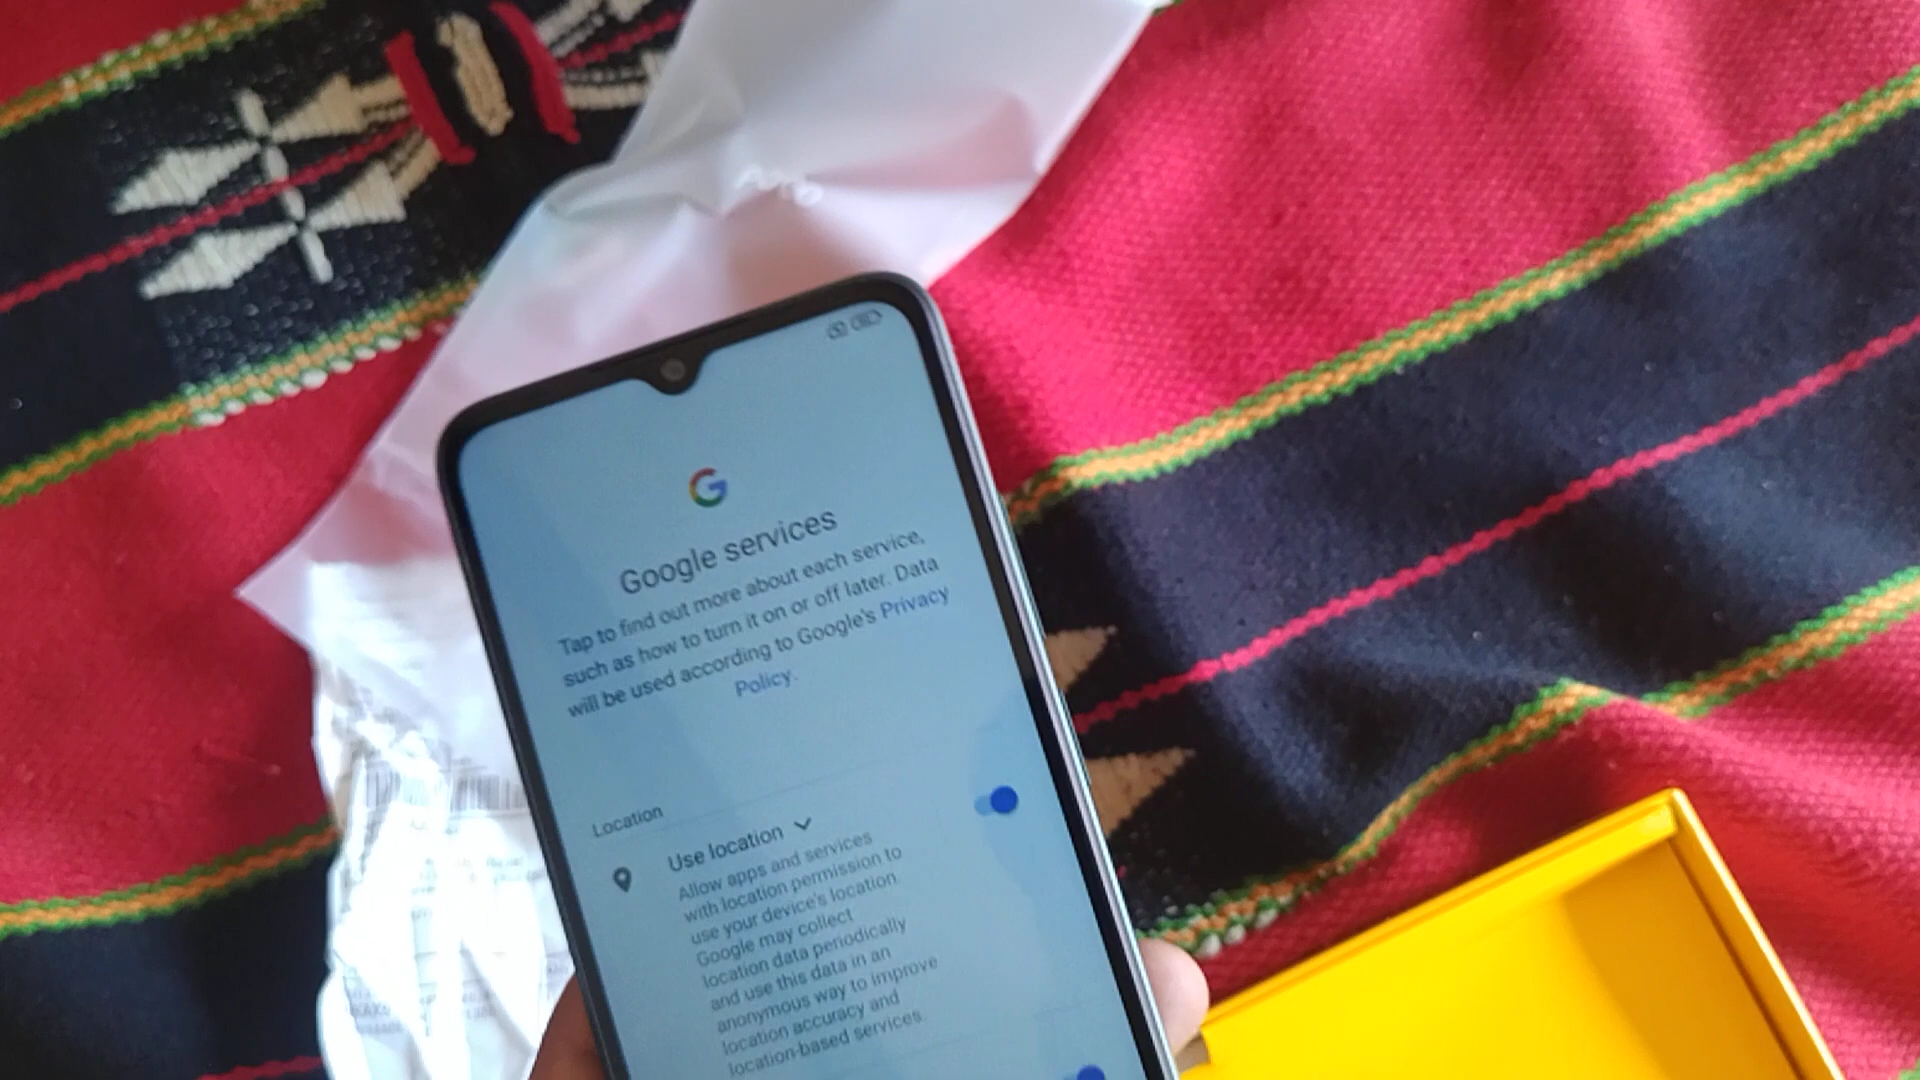 Google services
Tap to find out more about each service,
such as how to turn it on or off later. Data
will be used according to Google's Privacy
Policy.
Location
Use location
Allow apps and services
with location permission to
use your device's location.
Google may collect
location data periodically
and use this data in an
anonymous way to improve
location accuracy and
location-based services.